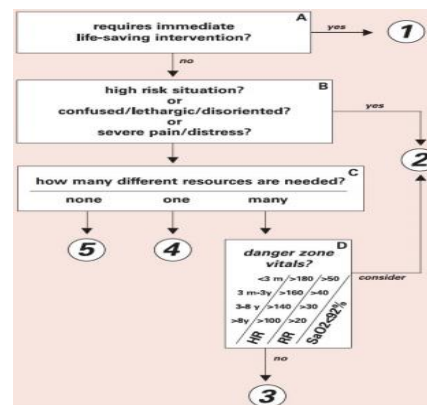 A
requires immediate
life-saving intervention?
yes
1
no
B
high risk situation?
or
confused/lethargic/disoriented?
or
severe pain/distress?
yes
2
C
how many different resources are needed?
none one many
5 4
D
danger zone
vitals?
<3 m >180 >50
3 m-3y >160 >40
3-8 y >140 >30
>8y >100 >20
HR RR SaO2<92%
consider
no
3